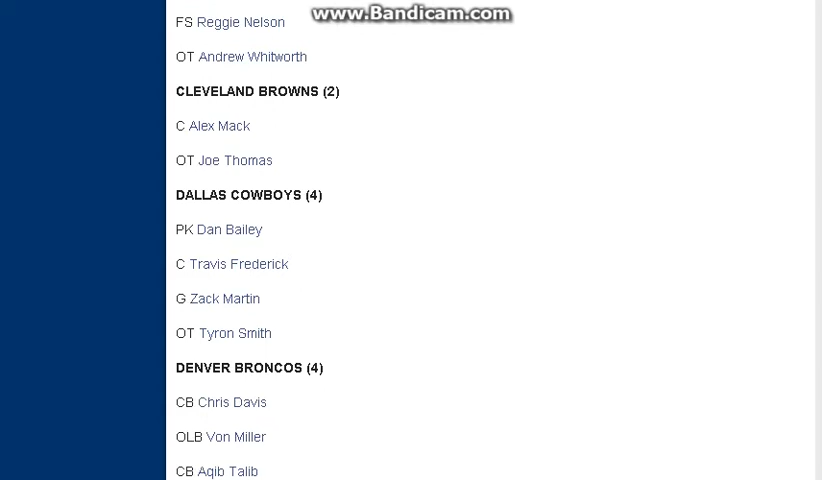 www.Bandicam.com
FS Reggie Nelson
OT Andrew Whitworth
CLEVELAND BROWNS (2)
C Alex Mack
OT Joe Thomas
DALLAS COWBOYS (4)
PK Dan Bailey
C Travis Frederick
G Zack Martin
OT Tyron Smith
DENVER BRONCOS (4)
CB Chris Davis
OLB Von Miller
CB Aqib Talib